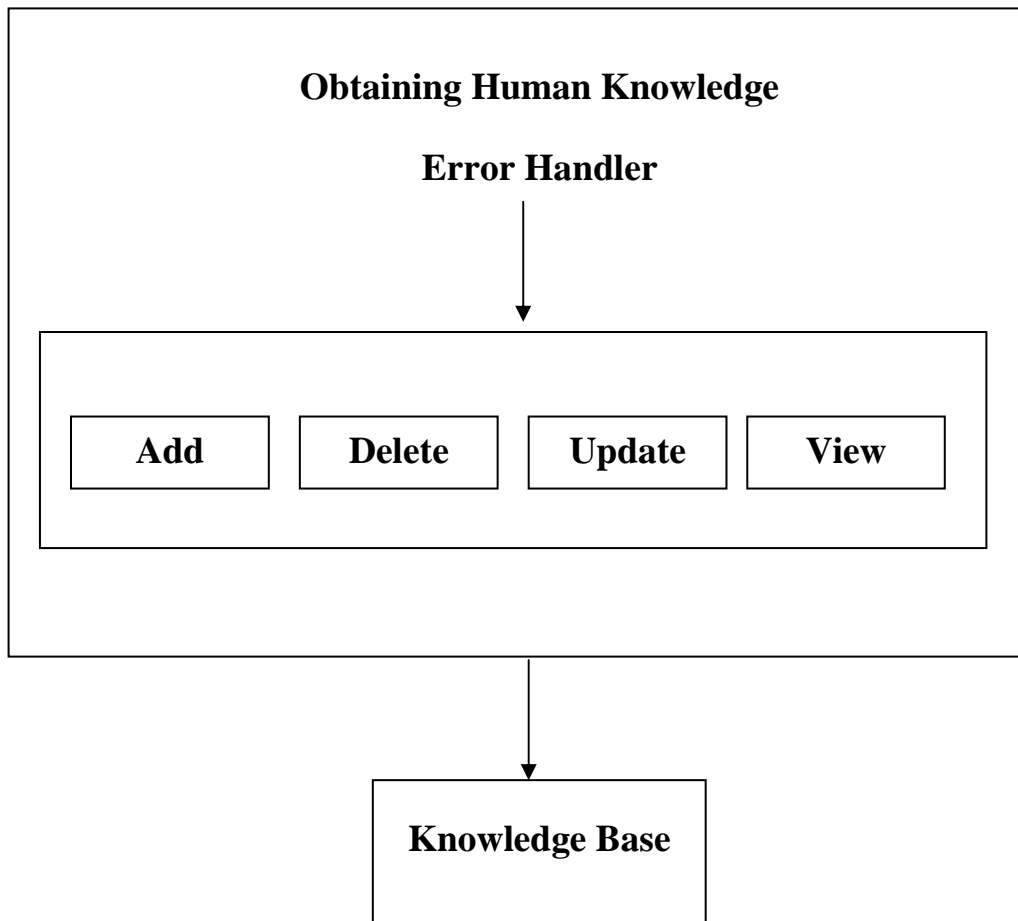 Obtaining Human Knowledge
Error Handler
Add Delete Update View
Knowledge Base